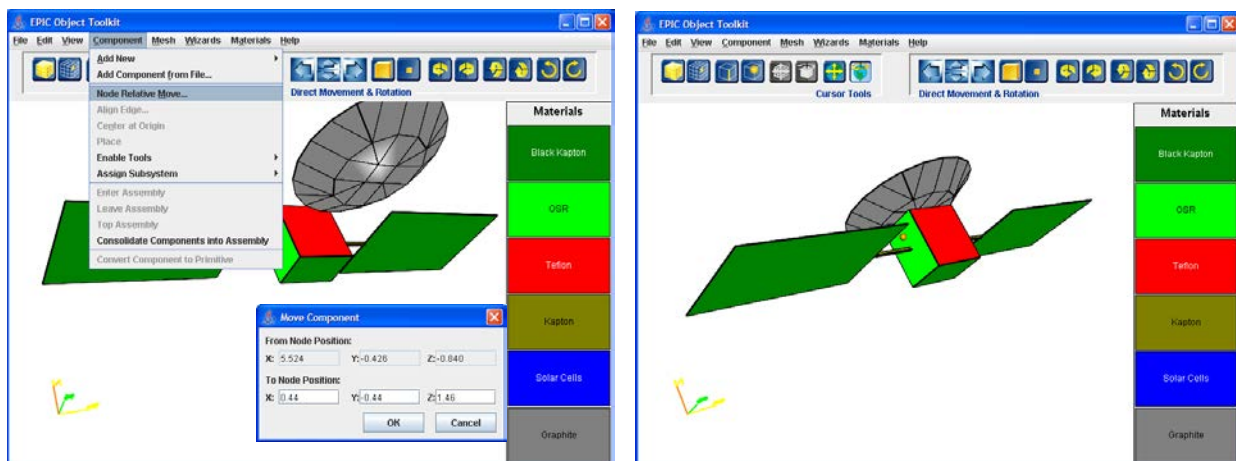 EPIC Object Toolkit
File Edit View Component Mesh Wizards Materials Help
Add New
Add Component from File...
Node Relative Move...
Align Edge...
Center at Origin
Place
Enable Tools
Assign Subsystem
Enter Assembly
Leave Assembly
Top Assembly
Consolidate Components into Assembly
Convert Component to Primitive
Direct Movement & Rotation
Materials
Black Kapton
OSR
Teflon
Kapton
Solar Cells
Graphite
Move Component
From Node Position:
X: 5.524 Y: -0.426 Z: -0.840
To Node Position:
X: 0.44 Y: -0.44 Z: 1.46
OK Cancel
EPIC Object Toolkit
File Edit View Component Mesh Wizards Materials Help
Cursor Tools
Direct Movement & Rotation
Materials
Black Kapton
OSR
Teflon
Kapton
Solar Cells
Graphite